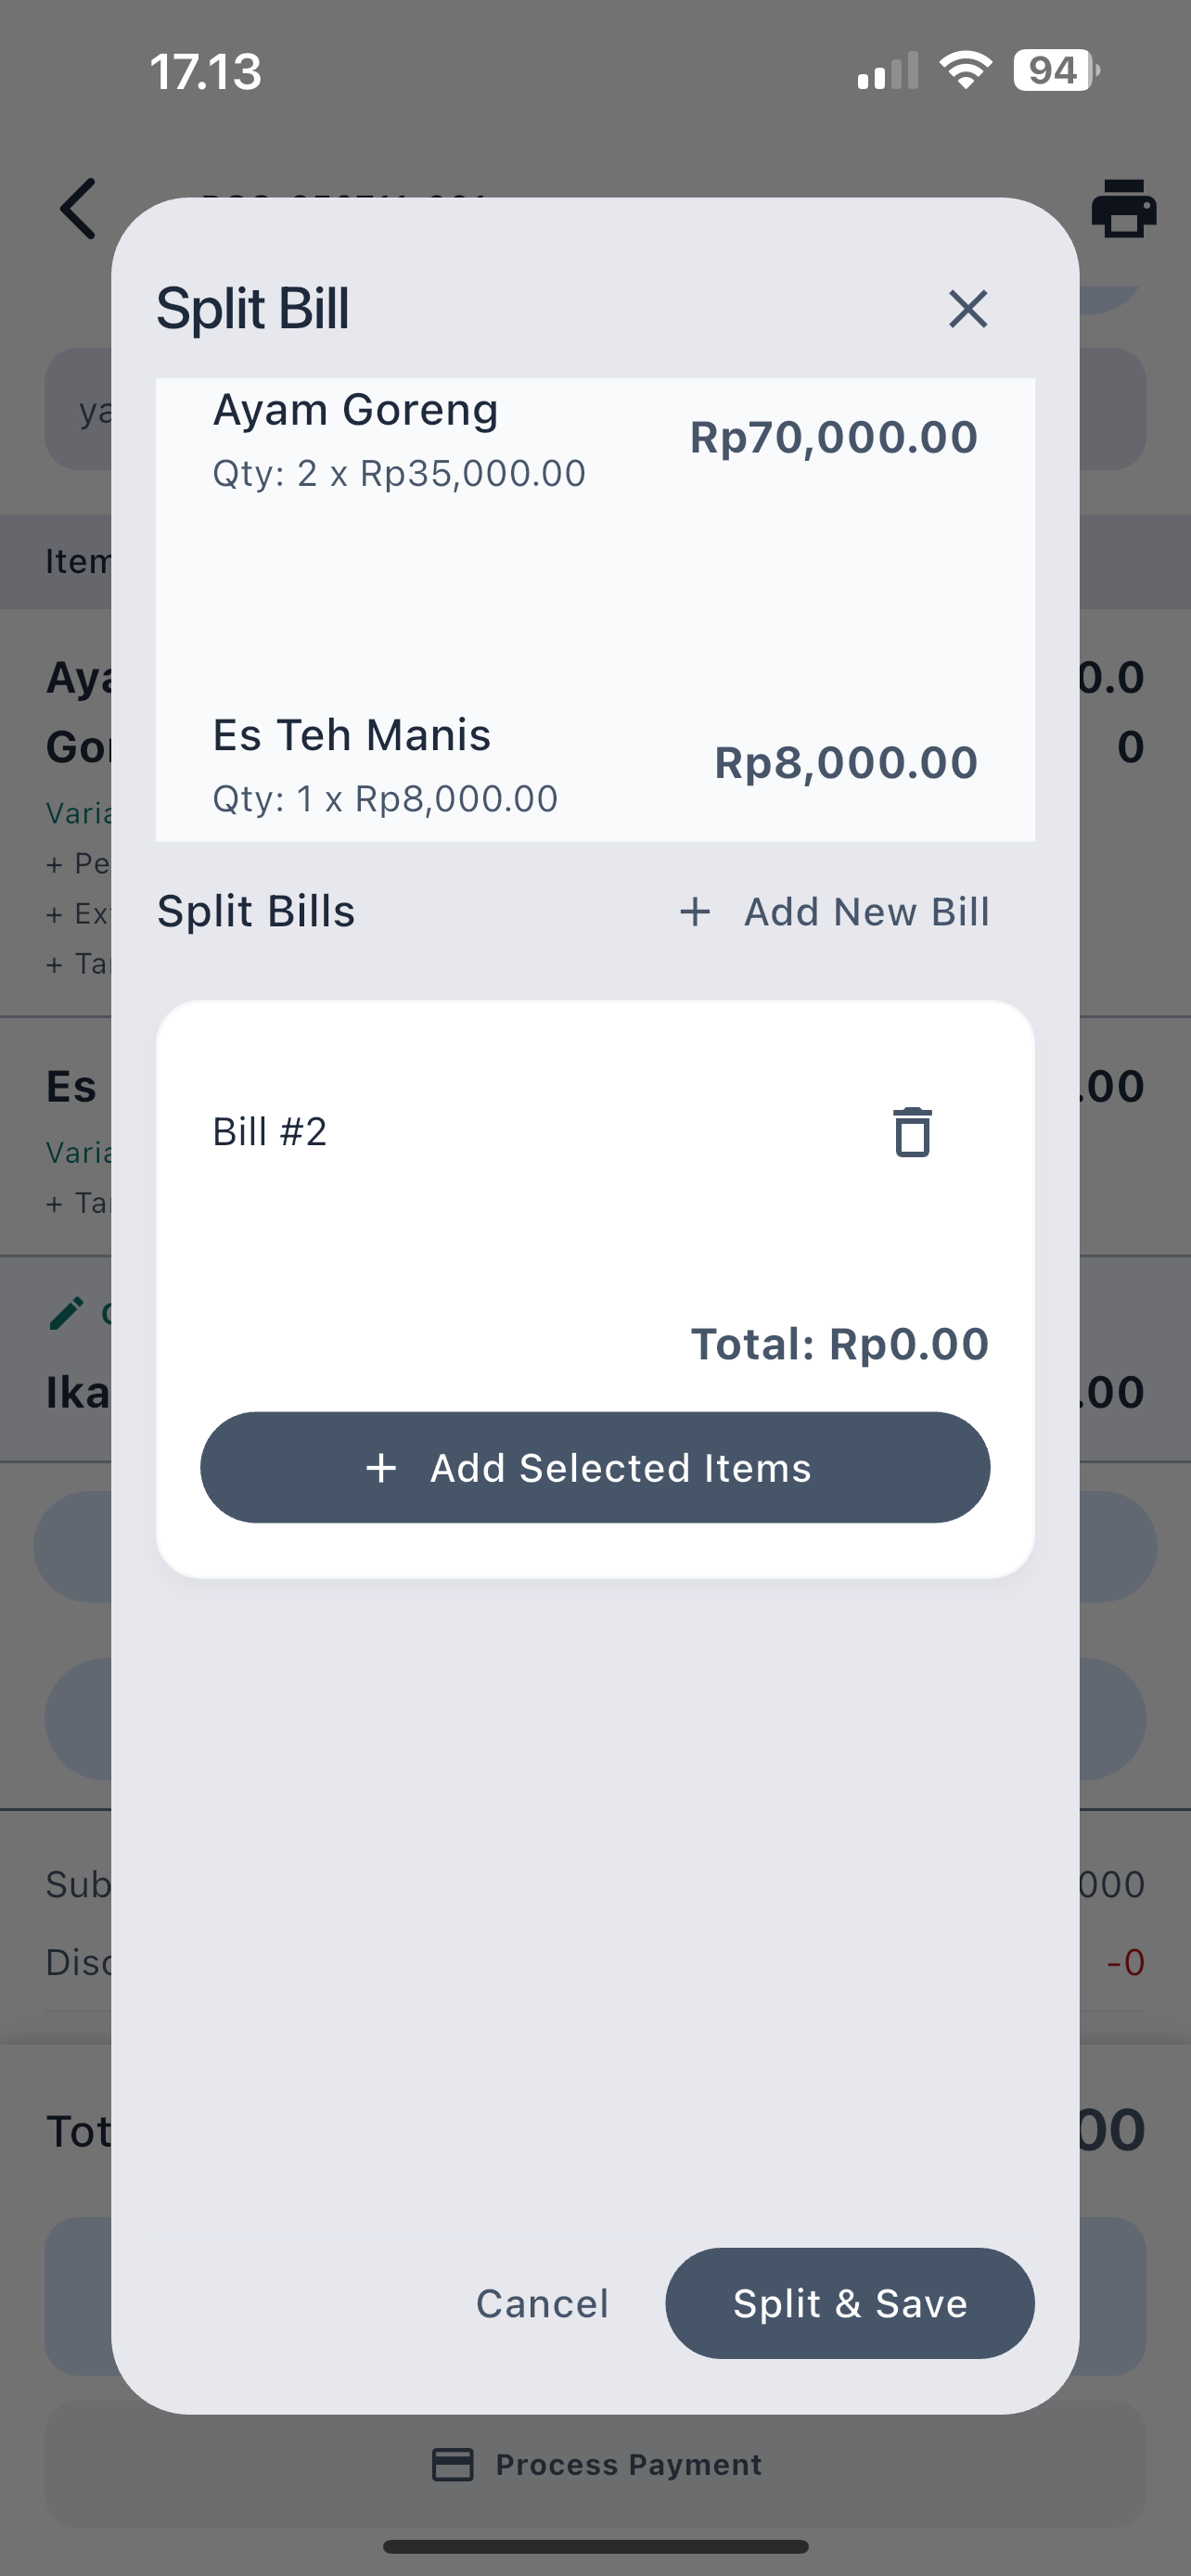 17.13
94
Split Bill
ya
Ayam Goreng
Rp70,000.00
Qty: 2 x Rp35,000.00
Item
Aya
0.0
Gor
0
Es Teh Manis
Rp8,000.00
Qty: 1 x Rp8,000.00
Varia
+ Pe
+ Ex
+ Tar
Split Bills
+ Add New Bill
Es
.00
Varia
+ Tar
Bill #2
Total: Rp0.00
Ika
.00
+ Add Selected Items
Sub
000
Disc
-0
Tot
00
Cancel
Split & Save
Process Payment